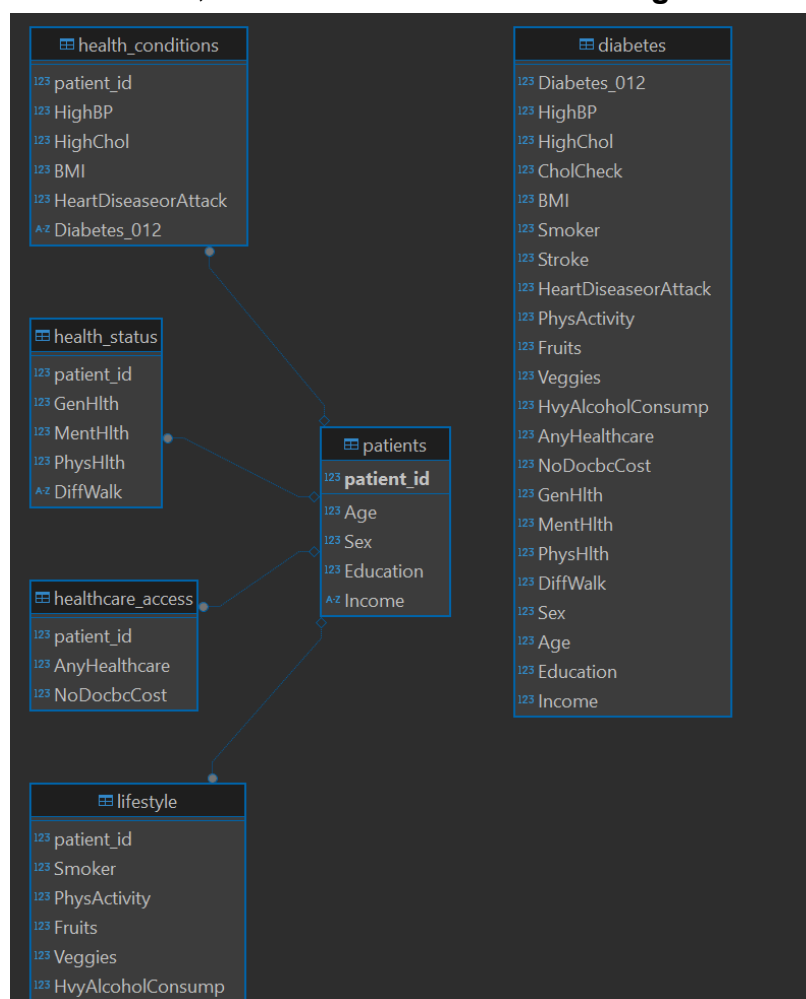 health_conditions
123 patient_id
123 HighBP
123 HighChol
123 BMI
123 HeartDiseaseorAttack
A-Z Diabetes_012
health_status
123 patient_id
123 GenHlth
123 MentHlth
123 PhysHlth
A-Z DiffWalk
healthcare_access
123 patient_id
123 AnyHealthcare
123 NoDocbcCost
lifestyle
123 patient_id
123 Smoker
123 PhysActivity
123 Fruits
123 Veggies
123 HvyAlcoholConsump
patients
123 patient_id
123 Age
123 Sex
123 Education
A-Z Income
diabetes
123 Diabetes_012
123 HighBP
123 HighChol
123 CholCheck
123 BMI
123 Smoker
123 Stroke
123 HeartDiseaseorAttack
123 PhysActivity
123 Fruits
123 Veggies
123 HvyAlcoholConsump
123 AnyHealthcare
123 NoDocbcCost
123 GenHlth
123 MentHlth
123 PhysHlth
123 DiffWalk
123 Sex
123 Age
123 Education
123 Income